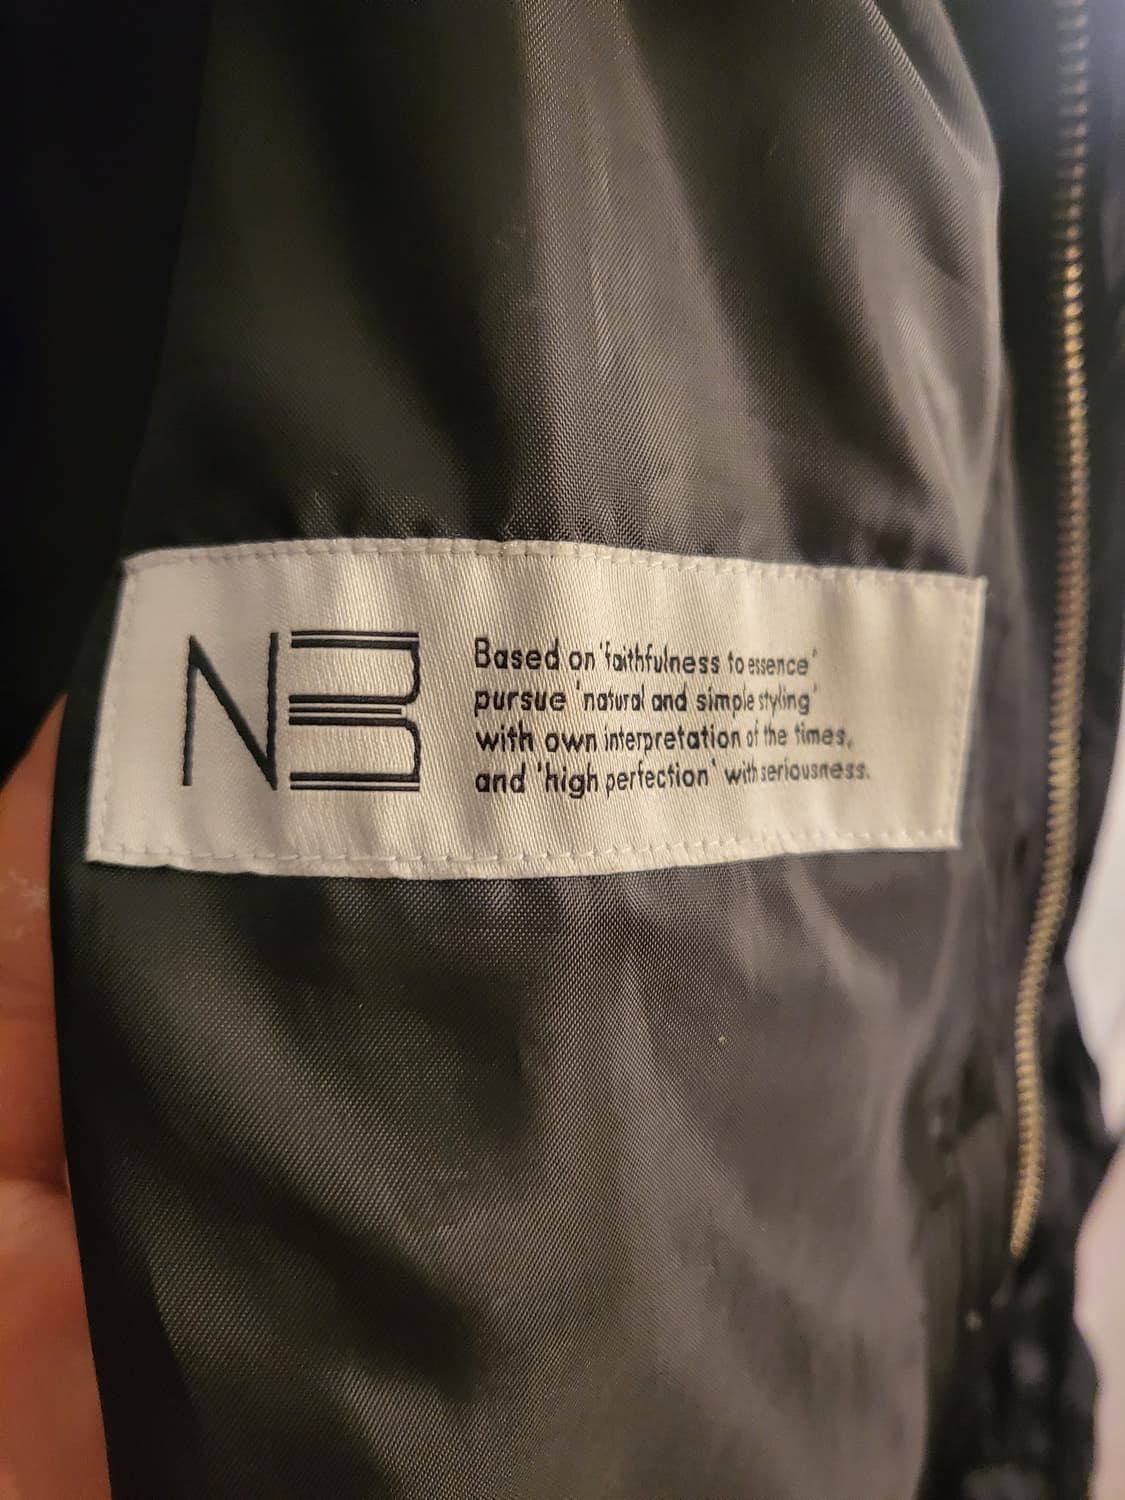 N3
Based on 'faithfulness to essence'
pursue 'natural and simple styling'
with own interpretation of the times,
and 'high perfection' with seriousness.